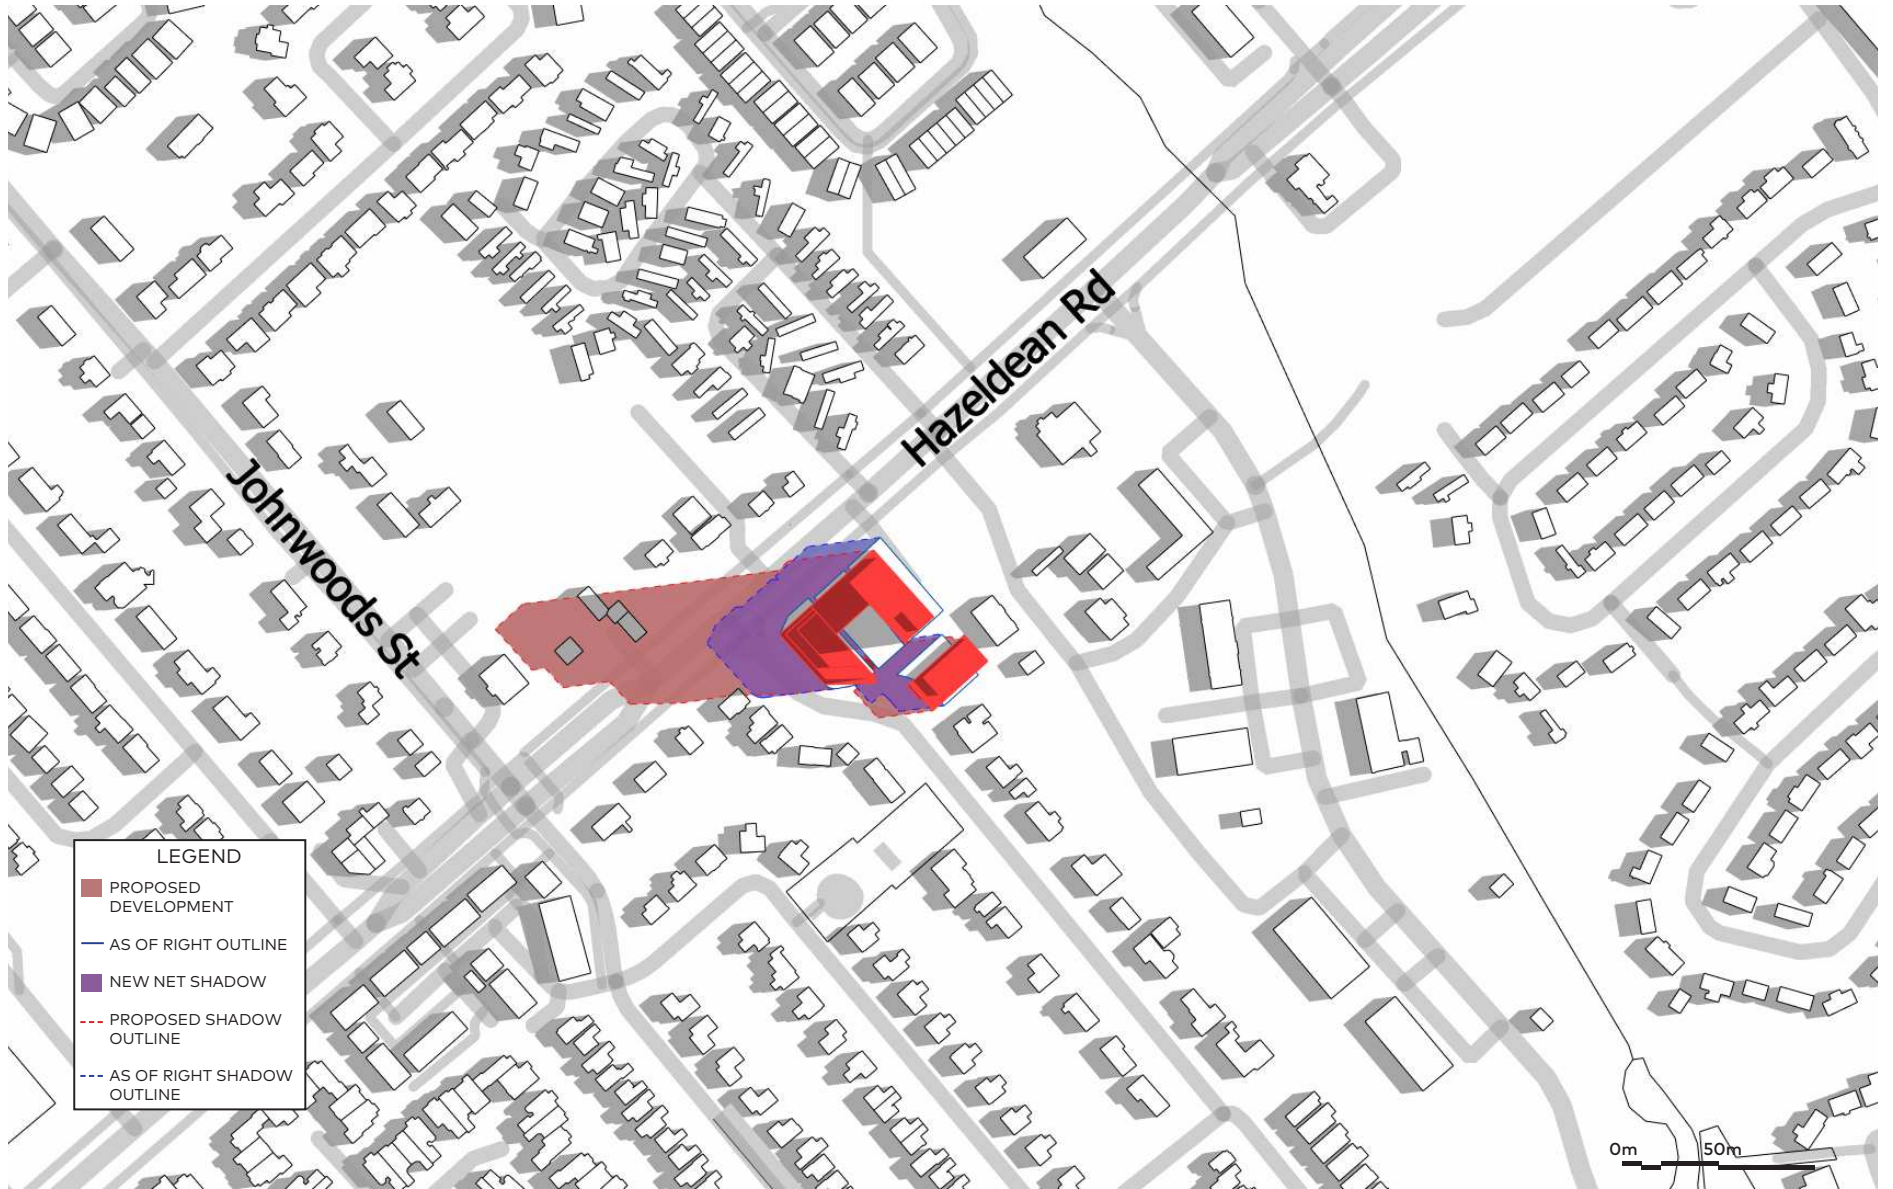 Hazeldean Rd
Johnwoods St
LEGEND
PROPOSED
DEVELOPMENT
AS OF RIGHT OUTLINE
NEW NET SHADOW
PROPOSED SHADOW
OUTLINE
AS OF RIGHT SHADOW
OUTLINE
0m 50m